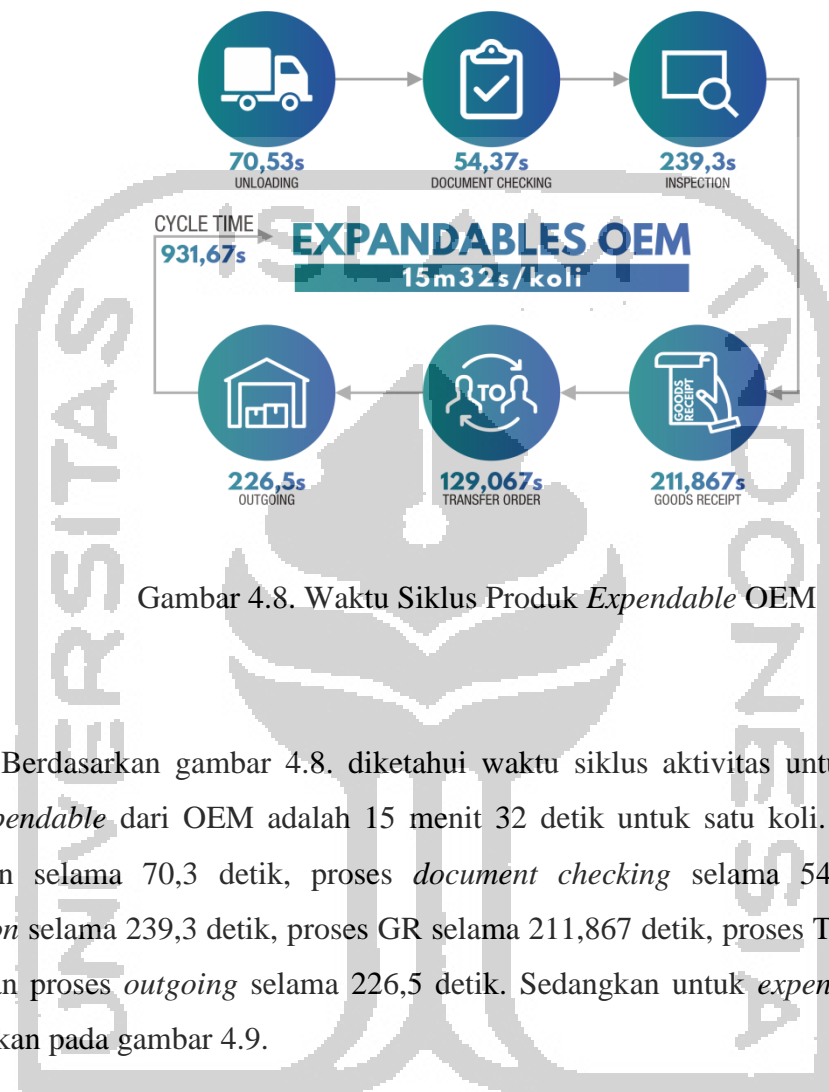 70,53s
UNLOADING
54,37s
DOCUMENT CHECKING
239,3s
INSPECTION
CYCLE TIME
931,67s
EXPANDABLES OEM
15m32s/koli
TO
GOODS
RECEIPT
226,5s
OUTGOING
129,067s
TRANSFER ORDER
211,867s
GOODS RECEIPT
Gambar 4.8. Waktu Siklus Produk Expendable OEM
Berdasarkan gambar 4.8. diketahui waktu siklus aktivitas untu
pendable dari OEM adalah 15 menit 32 detik untuk satu koli.
n selama 70,3 detik, proses document checking selama 54
on selama 239,3 detik, proses GR selama 211,867 detik, proses T
an proses outgoing selama 226,5 detik. Sedangkan untuk expen
kan pada gambar 4.9.
UNIVERSITAS
ISLAM
INDONESIA